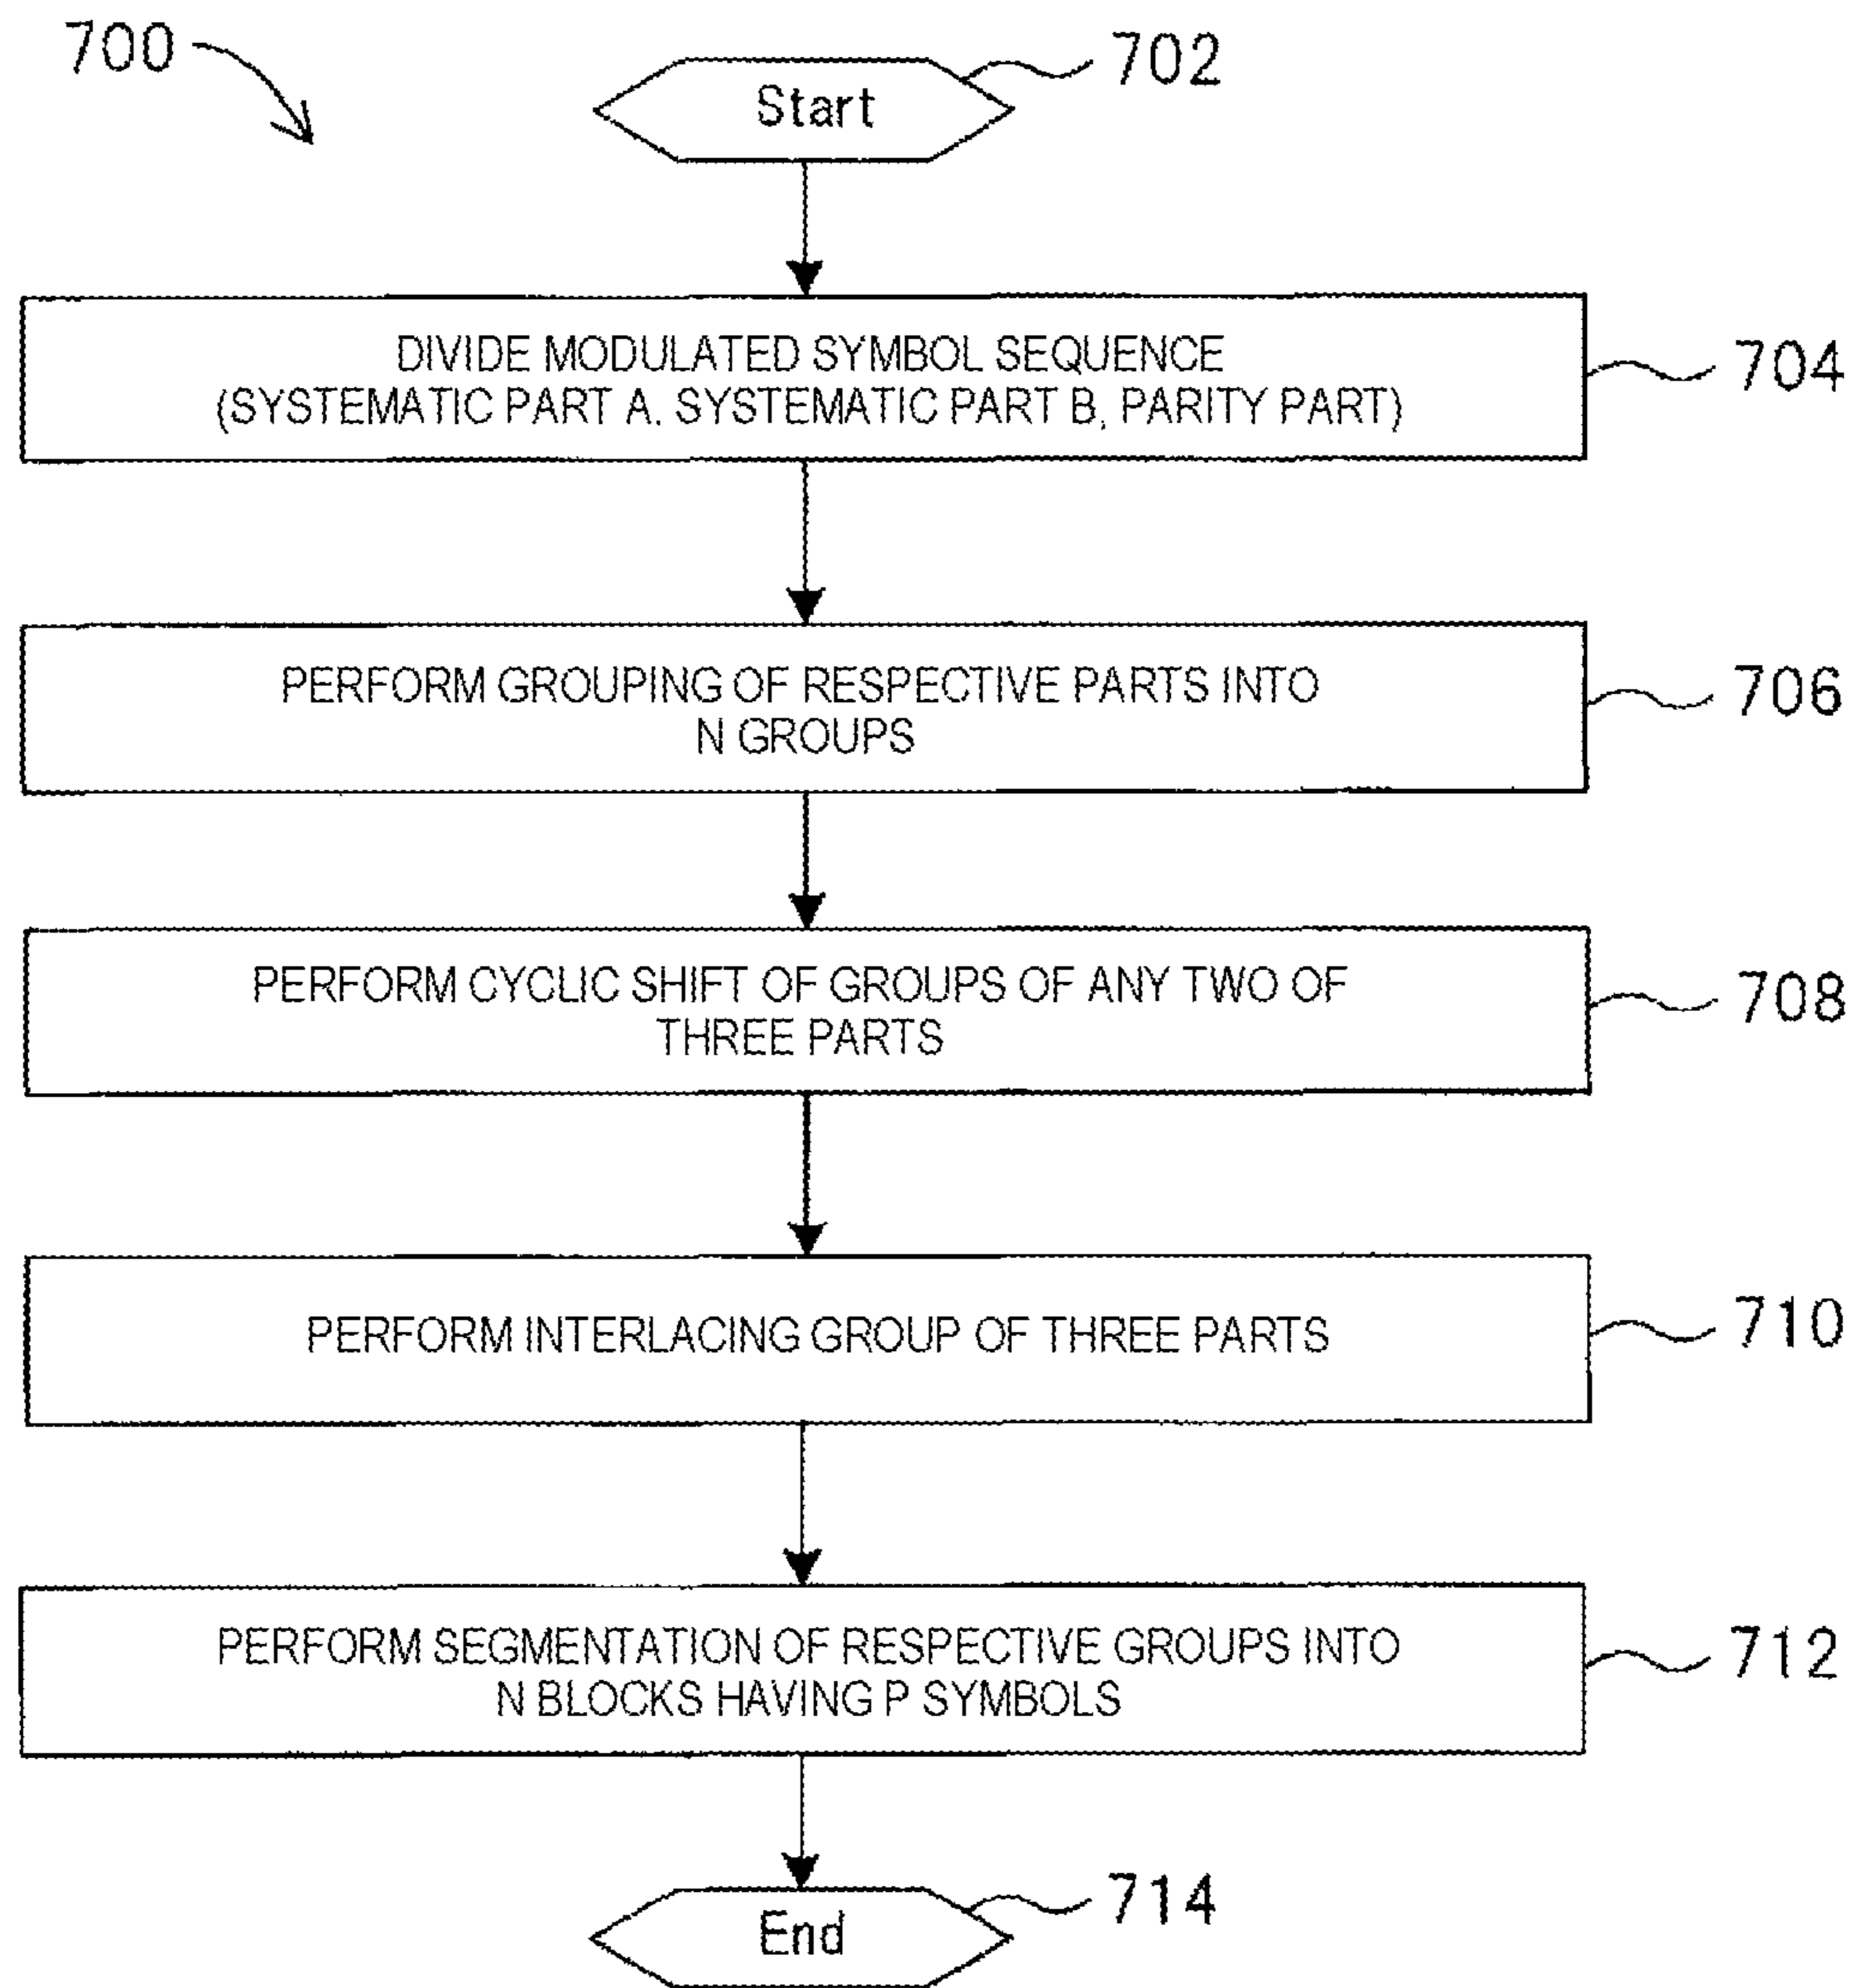 700
Start
702
DIVIDE MODULATED SYMBOL SEQUENCE
(SYSTEMATIC PART A, SYSTEMATIC PART B, PARITY PART)
704
PERFORM GROUPING OF RESPECTIVE PARTS INTO
N GROUPS
706
PERFORM CYCLIC SHIFT OF GROUPS OF ANY TWO OF
THREE PARTS
708
PERFORM INTERLACING GROUP OF THREE PARTS
710
PERFORM SEGMENTATION OF RESPECTIVE GROUPS INTO
N BLOCKS HAVING P SYMBOLS
712
End
714